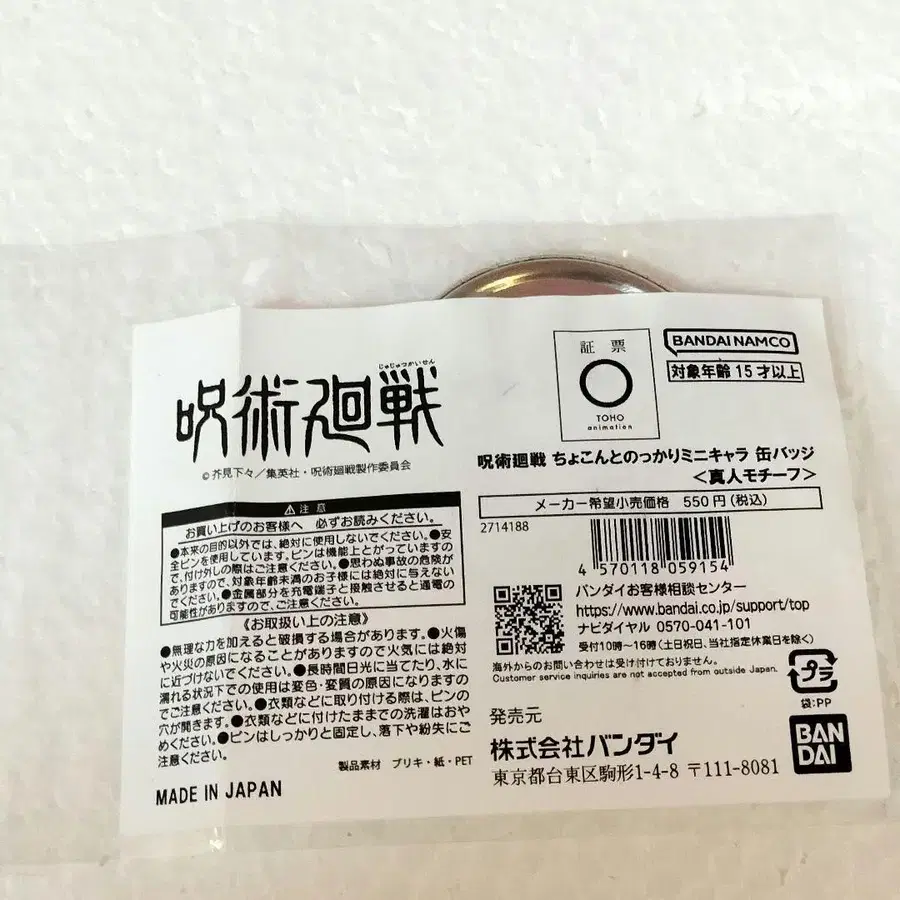 じゅじゅつかいせん
呪術廻戦
©芥見下々／集英社・呪術廻戦製作委員会
⚠注意
お買い上げのお客様へ 必ずお読みください。
●本来の目的以外では、絶対に使用しないでください。●安
全ピンを使用しています。ピンは機能上とがっていますの
で、付け外しの際はご注意ください。●思わぬ事故の危険が
ありますので、対象年齢未満のお子様には絶対に与えない
でください。●金属部分を充電端子と接触させると通電の
可能性がありますので、ご注意ください。
《お取扱い上の注意》
●無理な力を加えると破損する場合があります。●火傷
や火災の原因になることがありますので火気には絶対
に近づけないでください。●長時間日光に当てたり、水に
濡れる状況下での使用は変色・変質の原因になりますの
でご注意ください。●衣類などに取り付ける際は、ピンの
穴が開きます。●衣類などに付けたままでの洗濯はおや
めください。●ピンはしっかりと固定し、落下や紛失にご
注意ください。
製品素材 ブリキ・紙・PET
MADE IN JAPAN
証票
TOHO
animation
BANDAI NAMCO
対象年齢 15才以上
呪術廻戦 ちょこんとのっかりミニキャラ 缶バッジ
＜真人モチーフ＞
メーカー希望小売価格 550円(税込)
2714188
4 570118 059154
バンダイお客様相談センター
https://www.bandai.co.jp/support/top
ナビダイヤル 0570-041-101
受付10時～16時(土日祝日、当社指定休業日を除く)
海外からのお問い合わせは受け付けておりません。
Customer service inquiries are not accepted from outside Japan.
プラ
袋:PP
発売元
株式会社バンダイ
東京都台東区駒形1-4-8 〒111-8081
BAN
DAI